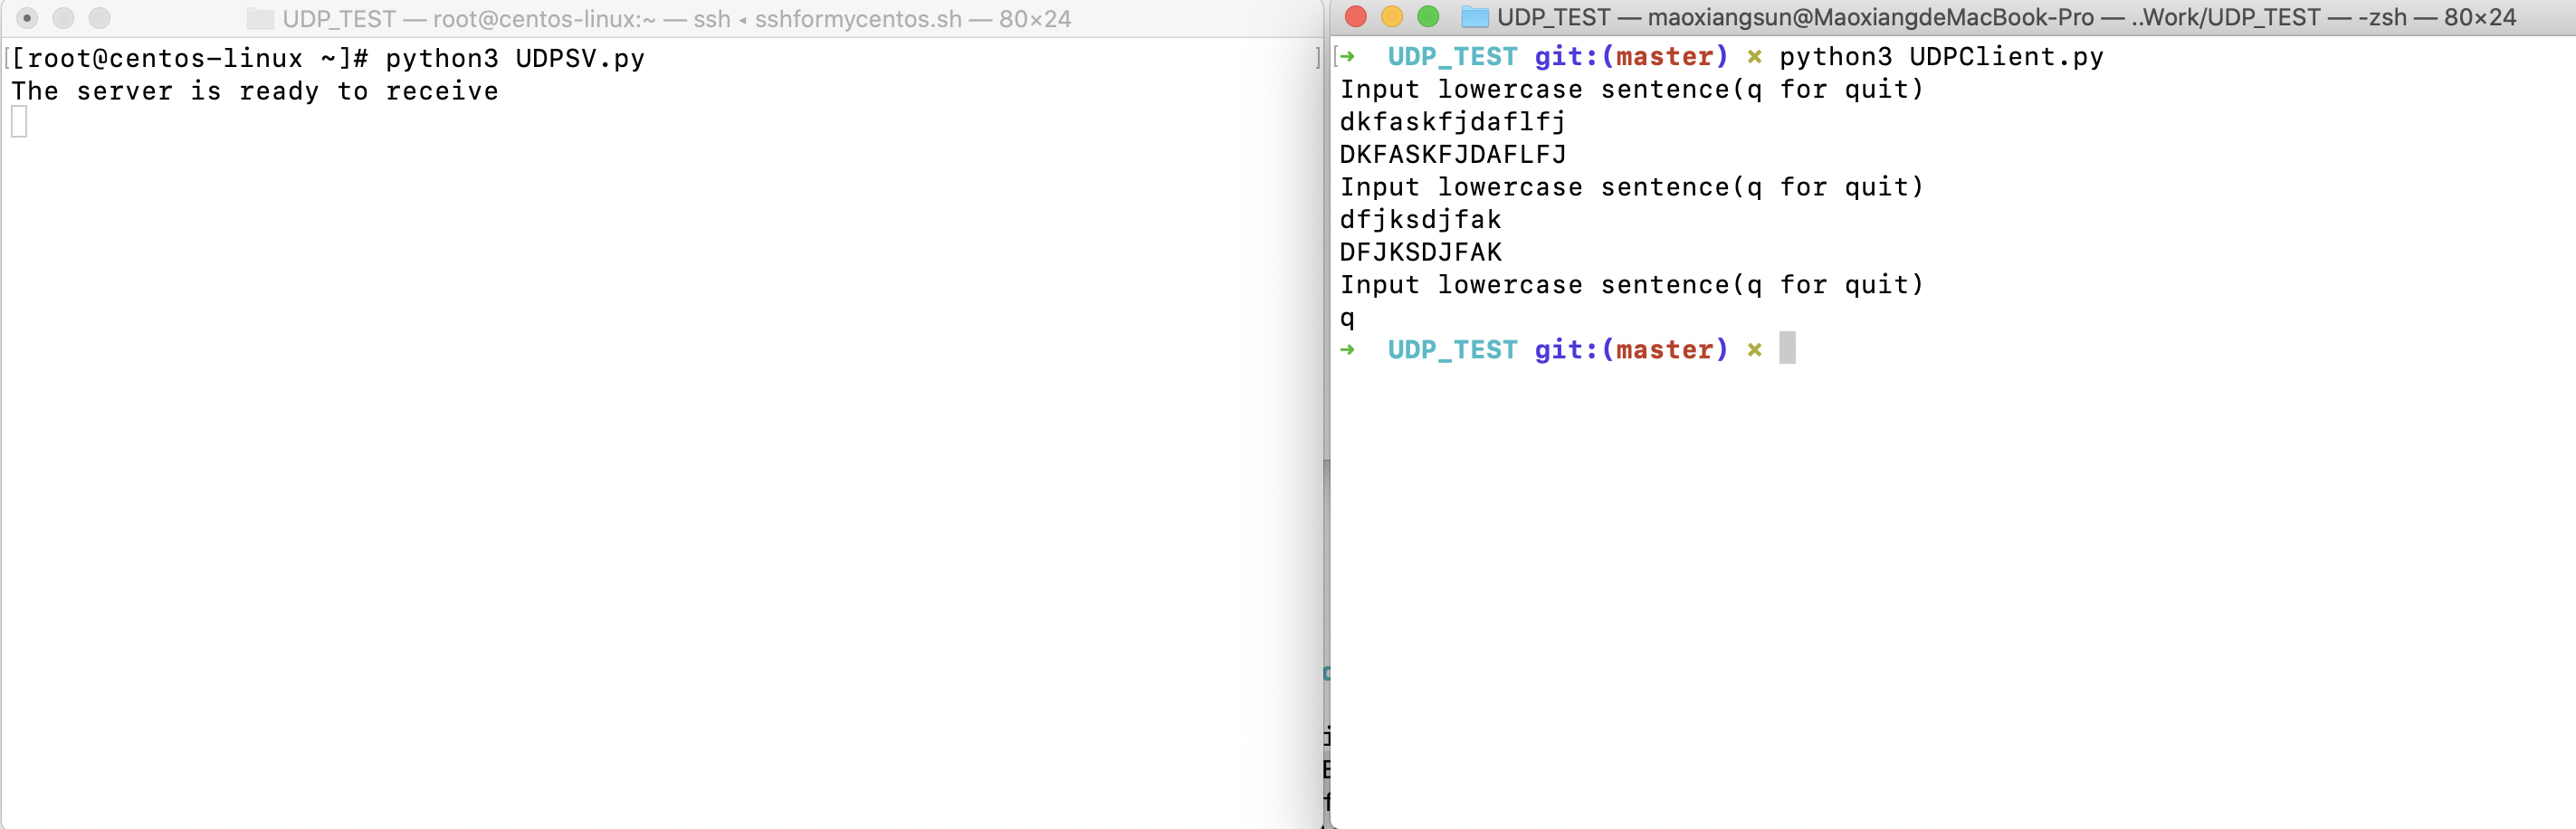 UDP_TEST — root@centos-linux:~ — ssh ◂ sshformycentos.sh — 80×24
[[root@centos-linux ~]# python3 UDPSV.py ]
The server is ready to receive
UDP_TEST — maoxiangsun@MaoxiangdeMacBook-Pro — ..Work/UDP_TEST — -zsh — 80×24
[➜ UDP_TEST git:(master) × python3 UDPClient.py
Input lowercase sentence(q for quit)
dkfaskfjdaflfj
DKFASKFJDAFLFJ
Input lowercase sentence(q for quit)
dfjksdjfak
DFJKSDJFAK
Input lowercase sentence(q for quit)
q
➜ UDP_TEST git:(master) ×